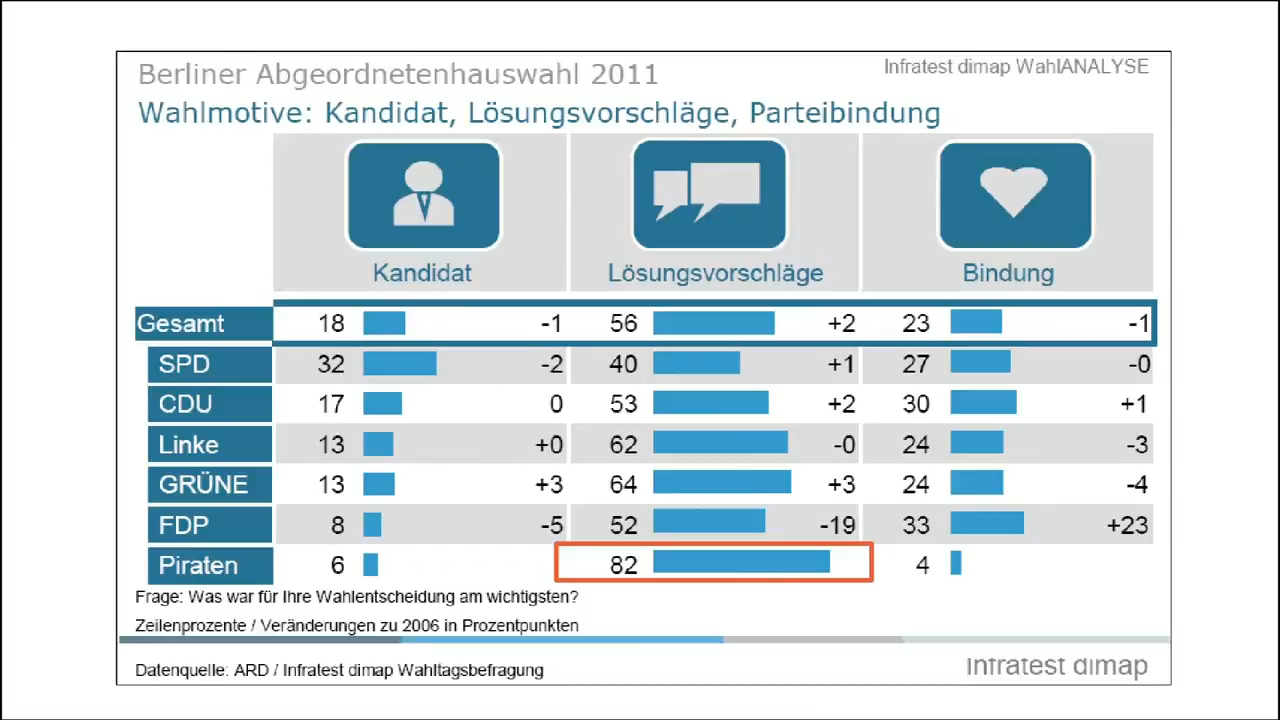 Berliner Abgeordnetenhauswahl 2011
Infratest dimap WahlANALYSE
Wahlmotive: Kandidat, Lösungsvorschläge, Parteibindung
Kandidat Lösungsvorschläge Bindung
Gesamt 18 -1 56 +2 23 -1
SPD 32 -2 40 +1 27 -0
CDU 17 0 53 +2 30 +1
Linke 13 +0 62 -0 24 -3
GRÜNE 13 +3 64 +3 24 -4
FDP 8 -5 52 -19 33 +23
Piraten 6 82 4
Frage: Was war für Ihre Wahlentscheidung am wichtigsten?
Zeilenprozente / Veränderungen zu 2006 in Prozentpunkten
Datenquelle: ARD / Infratest dimap Wahltagsbefragung
Infratest dimap